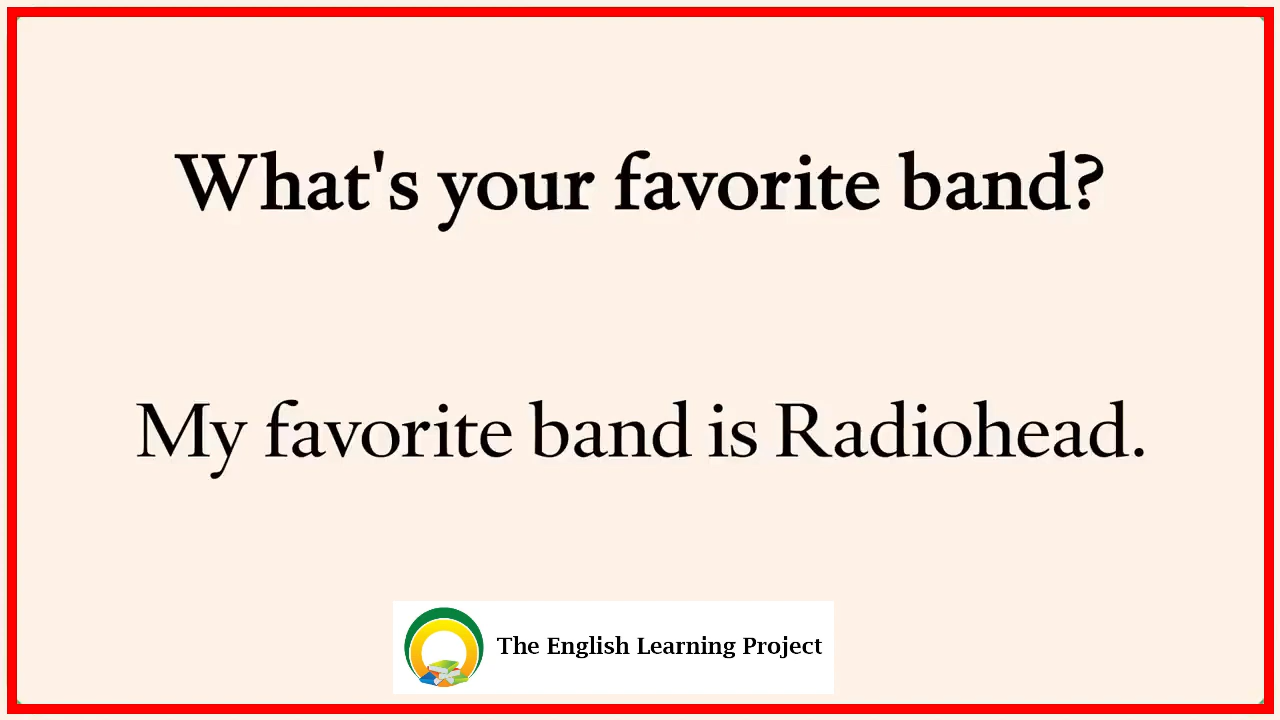 What's your favorite band?
My favorite band is Radiohead.
The English Learning Project